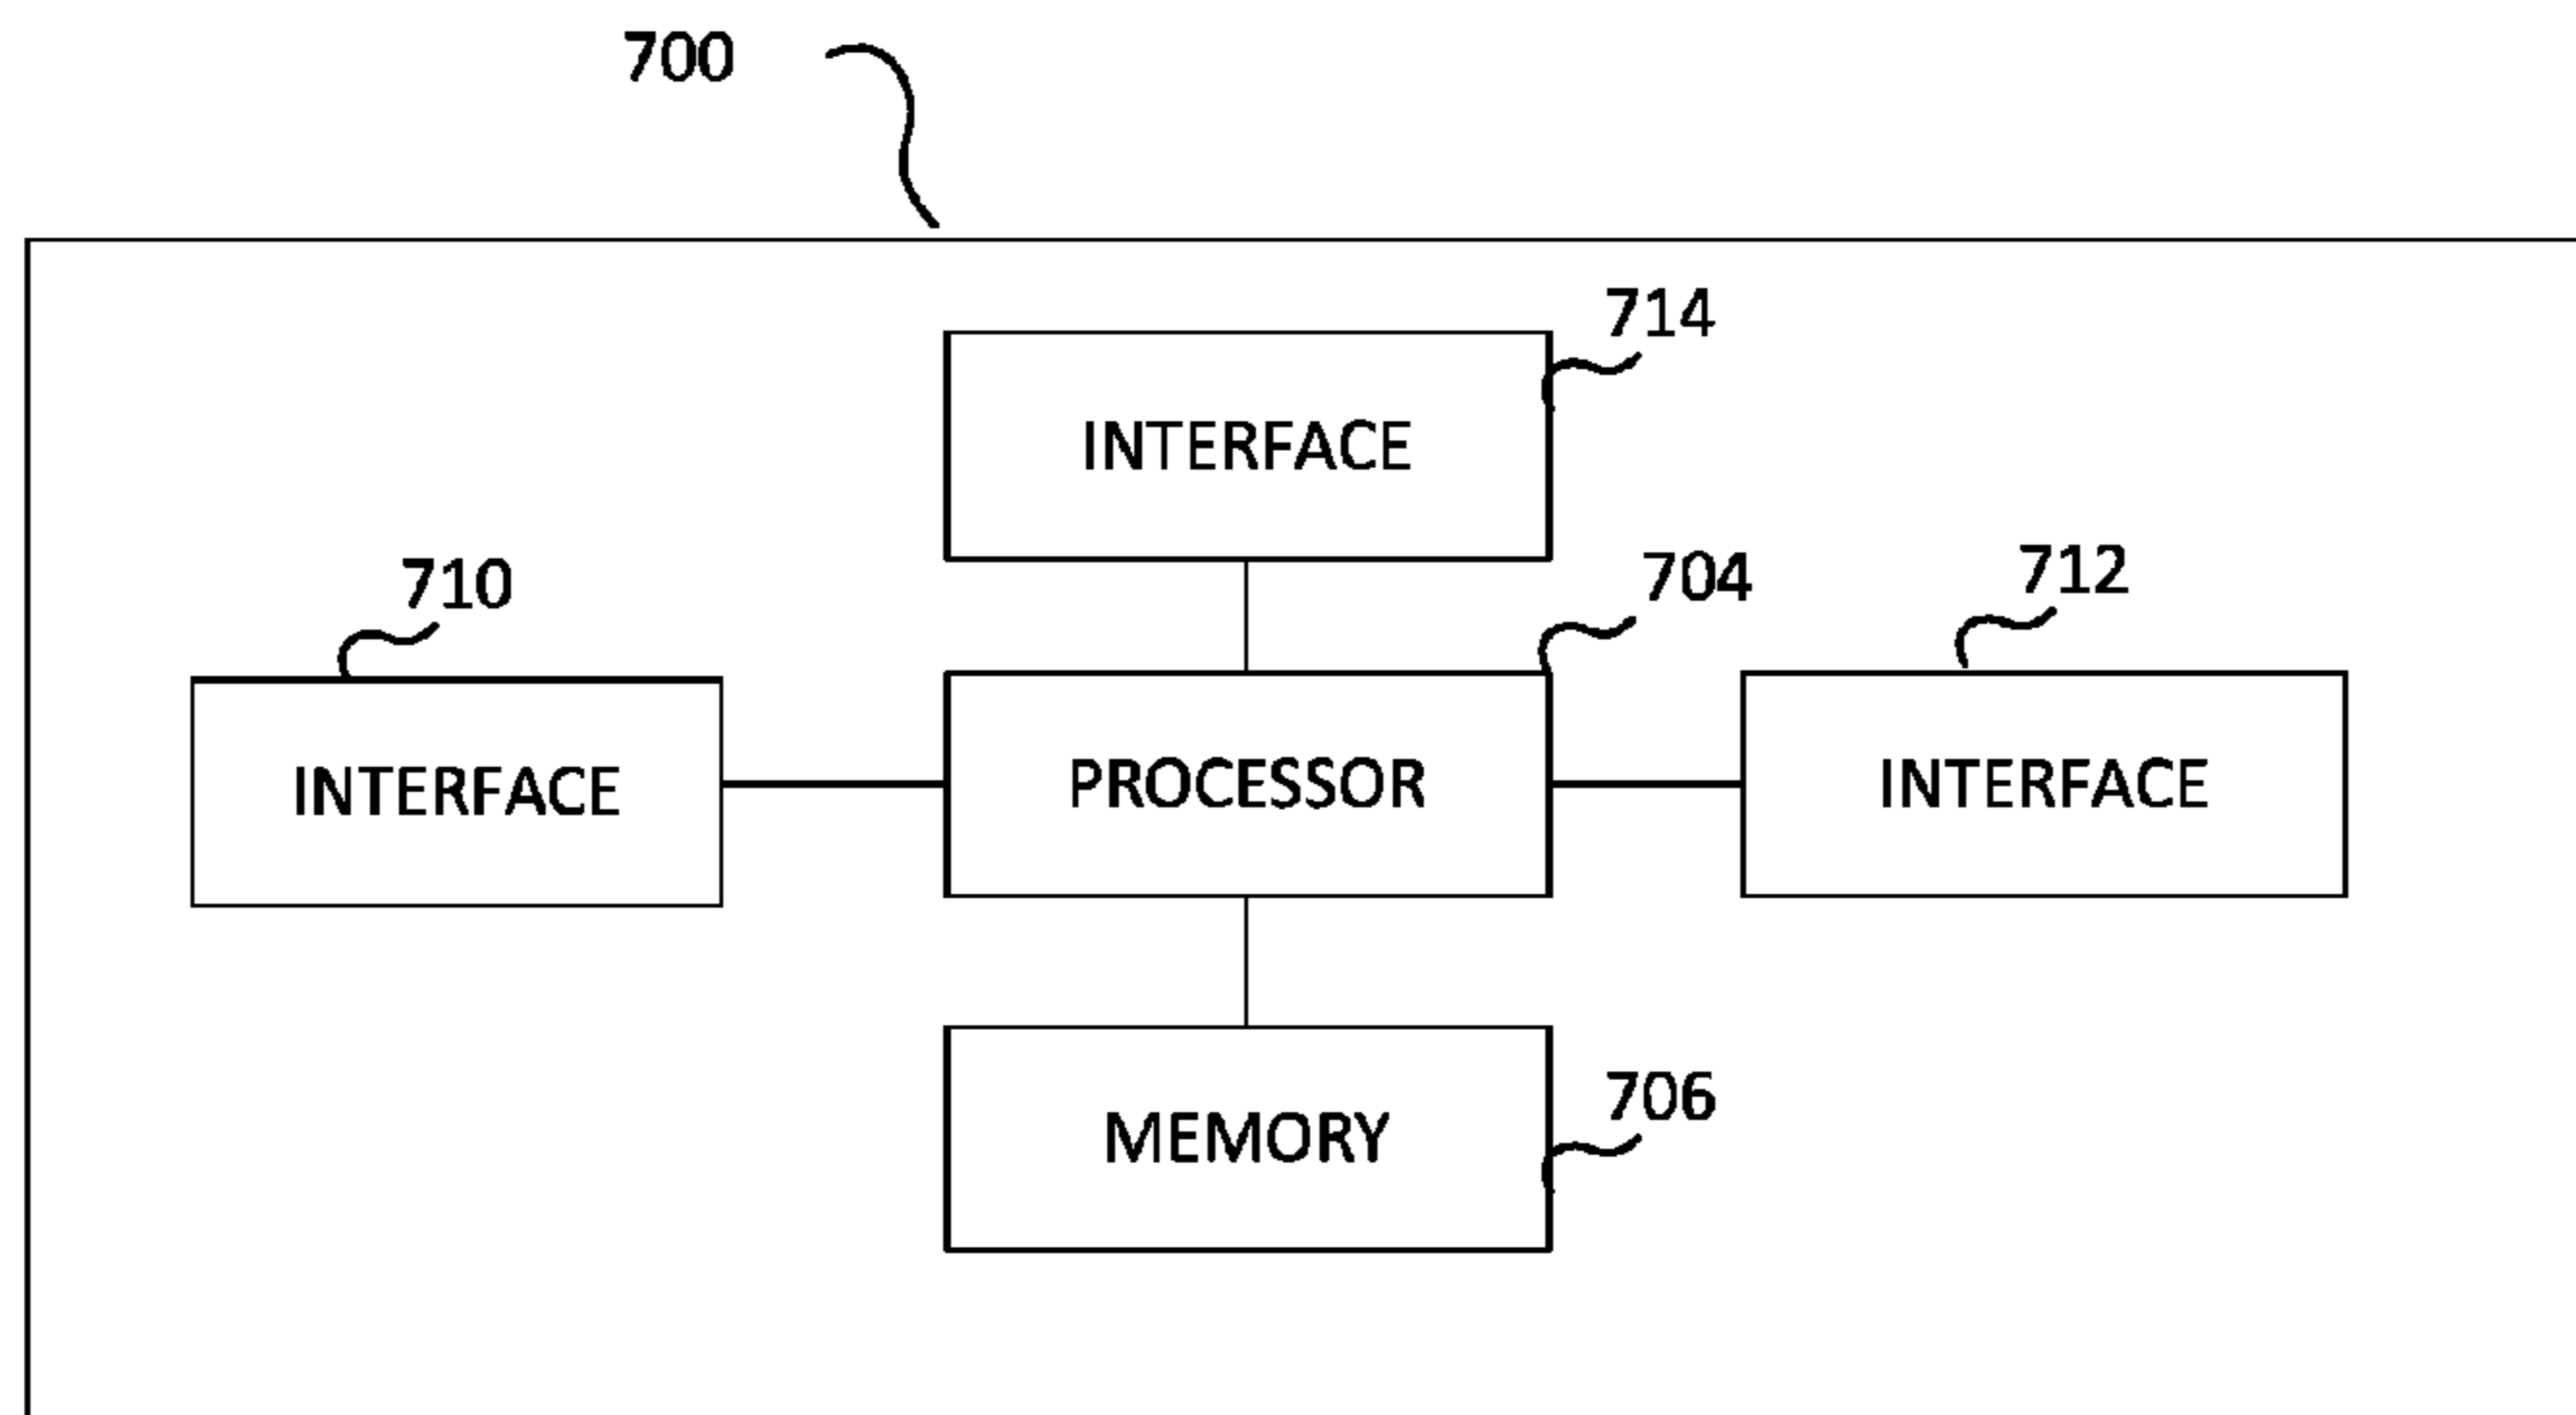 700
714
INTERFACE
710
704
712
INTERFACE
PROCESSOR
INTERFACE
706
MEMORY